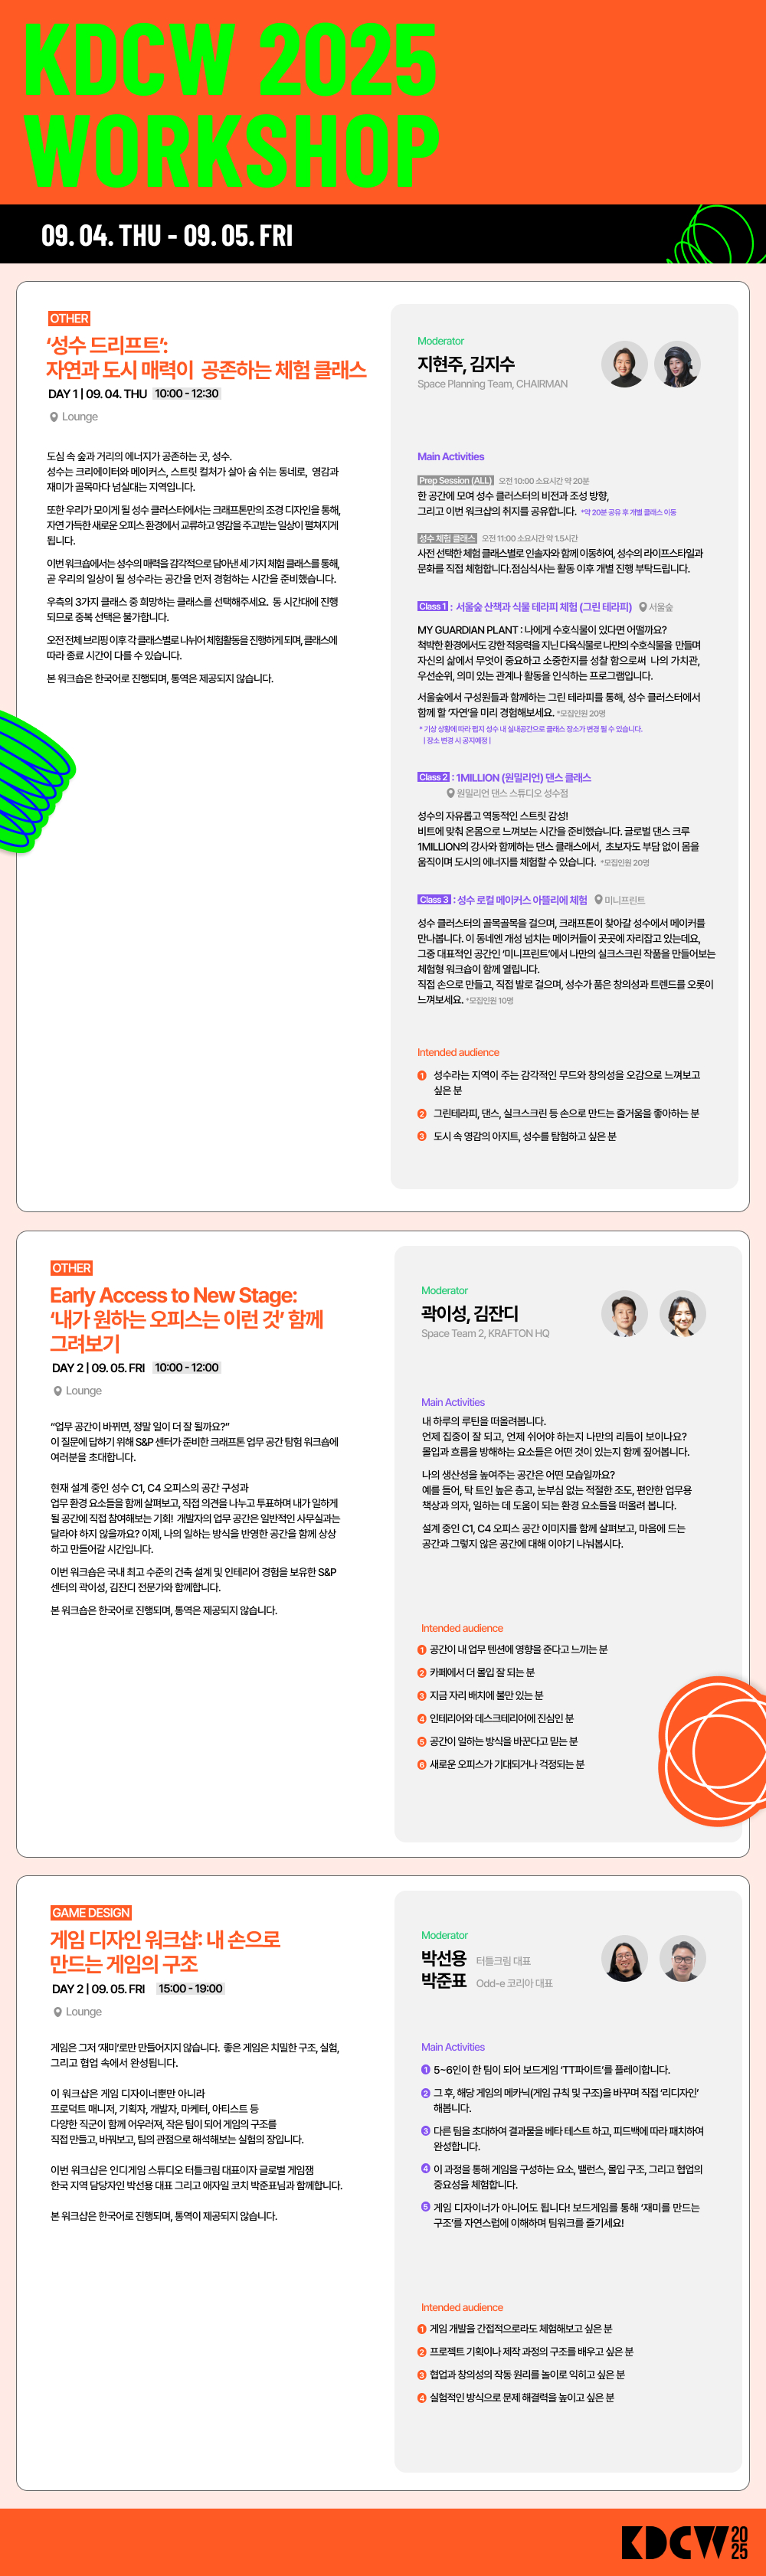 KDCW 2025
WORKSHOP
09. 04. THU - 09. 05. FRI
OTHER
‘성수 드리프트’:
자연과 도시 매력이 공존하는 체험 클래스
DAY 1 | 09. 04. THU 10:00 - 12:30
Lounge
도심 속 숲과 거리의 에너지가 공존하는 곳, 성수.
성수는 크리에이터와 메이커스, 스트릿 컬처가 살아 숨 쉬는 동네로, 영감과
재미가 골목마다 넘실대는 지역입니다.
또한 우리가 모이게 될 성수 클러스터에서는 크래프톤만의 조경 디자인을 통해,
자연 가득한 새로운 오피스 환경에서 교류하고 영감을 주고받는 일상이 펼쳐지게
됩니다.
이번 워크숍에서는 성수의 매력을 감각적으로 담아낸 세 가지 체험 클래스를 통해,
곧 우리의 일상이 될 성수라는 공간을 먼저 경험하는 시간을 준비했습니다.
우측의 3가지 클래스 중 희망하는 클래스를 선택해주세요. 동 시간대에 진행
되므로 중복 선택은 불가합니다.
오전 전체 브리핑 이후 각 클래스별로 나뉘어 체험활동을 진행하게 되며, 클래스에
따라 종료 시간이 다를 수 있습니다.
본 워크숍은 한국어로 진행되며, 통역은 제공되지 않습니다.
Moderator
지현주, 김지수
Space Planning Team, CHAIRMAN
Main Activities
Prep Session (ALL) 오전 10:00 소요시간 약 20분
한 공간에 모여 성수 클러스터의 비전과 조성 방향,
그리고 이번 워크숍의 취지를 공유합니다. *약 20분 공유 후 개별 클래스 이동
성수 체험 클래스 오전 11:00 소요시간 약 1.5시간
사전 선택한 체험 클래스별로 인솔자와 함께 이동하여, 성수의 라이프스타일과
문화를 직접 체험합니다.점심식사는 활동 이후 개별 진행 부탁드립니다.
Class 1 : 서울숲 산책과 식물 테라피 체험 (그린 테라피) 서울숲
MY GUARDIAN PLANT : 나에게 수호식물이 있다면 어떨까요?
척박한 환경에서도 강한 적응력을 지닌 다육식물로 나만의 수호식물을 만들며
자신의 삶에서 무엇이 중요하고 소중한지를 성찰 함으로써 나의 가치관,
우선순위, 의미 있는 관계나 활동을 인식하는 프로그램입니다.
서울숲에서 구성원들과 함께하는 그린 테라피를 통해, 성수 클러스터에서
함께 할 ‘자연’을 미리 경험해보세요. *모집인원 20명
* 기상 상황에 따라 펍지 성수 내 실내공간으로 클래스 장소가 변경 될 수 있습니다.
| 장소 변경 시 공지예정 |
Class 2 : 1MILLION (원밀리언) 댄스 클래스
원밀리언 댄스 스튜디오 성수점
성수의 자유롭고 역동적인 스트릿 감성!
비트에 맞춰 온몸으로 느껴보는 시간을 준비했습니다. 글로벌 댄스 크루
1MILLION의 강사와 함께하는 댄스 클래스에서, 초보자도 부담 없이 몸을
움직이며 도시의 에너지를 체험할 수 있습니다. *모집인원 20명
Class 3 : 성수 로컬 메이커스 아뜰리에 체험 미니프린트
성수 클러스터의 골목골목을 걸으며, 크래프톤이 찾아갈 성수에서 메이커를
만나봅니다. 이 동네엔 개성 넘치는 메이커들이 곳곳에 자리잡고 있는데요,
그중 대표적인 공간인 ‘미니프린트’에서 나만의 실크스크린 작품을 만들어보는
체험형 워크숍이 함께 열립니다.
직접 손으로 만들고, 직접 발로 걸으며, 성수가 품은 창의성과 트렌드를 오롯이
느껴보세요. *모집인원 10명
Intended audience
1 성수라는 지역이 주는 감각적인 무드와 창의성을 오감으로 느껴보고
싶은 분
2 그린테라피, 댄스, 실크스크린 등 손으로 만드는 즐거움을 좋아하는 분
3 도시 속 영감의 아지트, 성수를 탐험하고 싶은 분
OTHER
Early Access to New Stage:
‘내가 원하는 오피스는 이런 것’ 함께
그려보기
DAY 2 | 09. 05. FRI 10:00 - 12:00
Lounge
“업무 공간이 바뀌면, 정말 일이 더 잘 될까요?”
이 질문에 답하기 위해 S&P 센터가 준비한 크래프톤 업무 공간 탐험 워크숍에
여러분을 초대합니다.
현재 설계 중인 성수 C1, C4 오피스의 공간 구성과
업무 환경 요소들을 함께 살펴보고, 직접 의견을 나누고 투표하며 내가 일하게
될 공간에 직접 참여해보는 기회! 개발자의 업무 공간은 일반적인 사무실과는
달라야 하지 않을까요? 이제, 나의 일하는 방식을 반영한 공간을 함께 상상
하고 만들어갈 시간입니다.
이번 워크숍은 국내 최고 수준의 건축 설계 및 인테리어 경험을 보유한 S&P
센터의 곽이성, 김잔디 전문가와 함께합니다.
본 워크숍은 한국어로 진행되며, 통역은 제공되지 않습니다.
Moderator
곽이성, 김잔디
Space Team 2, KRAFTON HQ
Main Activities
내 하루의 루틴을 떠올려봅니다.
언제 집중이 잘 되고, 언제 쉬어야 하는지 나만의 리듬이 보이나요?
몰입과 흐름을 방해하는 요소들은 어떤 것이 있는지 함께 짚어봅니다.
나의 생산성을 높여주는 공간은 어떤 모습일까요?
예를 들어, 탁 트인 높은 층고, 눈부심 없는 적절한 조도, 편안한 업무용
책상과 의자, 일하는 데 도움이 되는 환경 요소들을 떠올려 봅니다.
설계 중인 C1, C4 오피스 공간 이미지를 함께 살펴보고, 마음에 드는
공간과 그렇지 않은 공간에 대해 이야기 나눠봅시다.
Intended audience
1 공간이 내 업무 텐션에 영향을 준다고 느끼는 분
2 카페에서 더 몰입 잘 되는 분
3 지금 자리 배치에 불만 있는 분
4 인테리어와 데스크테리어에 진심인 분
5 공간이 일하는 방식을 바꾼다고 믿는 분
6 새로운 오피스가 기대되거나 걱정되는 분
GAME DESIGN
게임 디자인 워크샵: 내 손으로
만드는 게임의 구조
DAY 2 | 09. 05. FRI 15:00 - 19:00
Lounge
게임은 그저 ‘재미’로만 만들어지지 않습니다. 좋은 게임은 치밀한 구조, 실험,
그리고 협업 속에서 완성됩니다.
이 워크샵은 게임 디자이너뿐만 아니라
프로덕트 매니저, 기획자, 개발자, 마케터, 아티스트 등
다양한 직군이 함께 어우러져, 작은 팀이 되어 게임의 구조를
직접 만들고, 바꿔보고, 팀의 관점으로 해석해보는 실험의 장입니다.
이번 워크샵은 인디게임 스튜디오 터틀크림 대표이자 글로벌 게임잼
한국 지역 담당자인 박선용 대표 그리고 애자일 코치 박준표님과 함께합니다.
본 워크샵은 한국어로 진행되며, 통역이 제공되지 않습니다.
Moderator
박선용 터틀크림 대표
박준표 Odd-e 코리아 대표
Main Activities
1 5~6인이 한 팀이 되어 보드게임 ‘TT파이트’를 플레이합니다.
2 그 후, 해당 게임의 메카닉(게임 규칙 및 구조)을 바꾸며 직접 ‘리디자인’
해봅니다.
3 다른 팀을 초대하여 결과물을 베타 테스트 하고, 피드백에 따라 패치하여
완성합니다.
4 이 과정을 통해 게임을 구성하는 요소, 밸런스, 몰입 구조, 그리고 협업의
중요성을 체험합니다.
5 게임 디자이너가 아니어도 됩니다! 보드게임를 통해 ‘재미를 만드는
구조’를 자연스럽에 이해하며 팀워크를 즐기세요!
Intended audience
1 게임 개발을 간접적으로라도 체험해보고 싶은 분
2 프로젝트 기획이나 제작 과정의 구조를 배우고 싶은 분
3 협업과 창의성의 작동 원리를 놀이로 익히고 싶은 분
4 실험적인 방식으로 문제 해결력을 높이고 싶은 분
KDCW 20
25